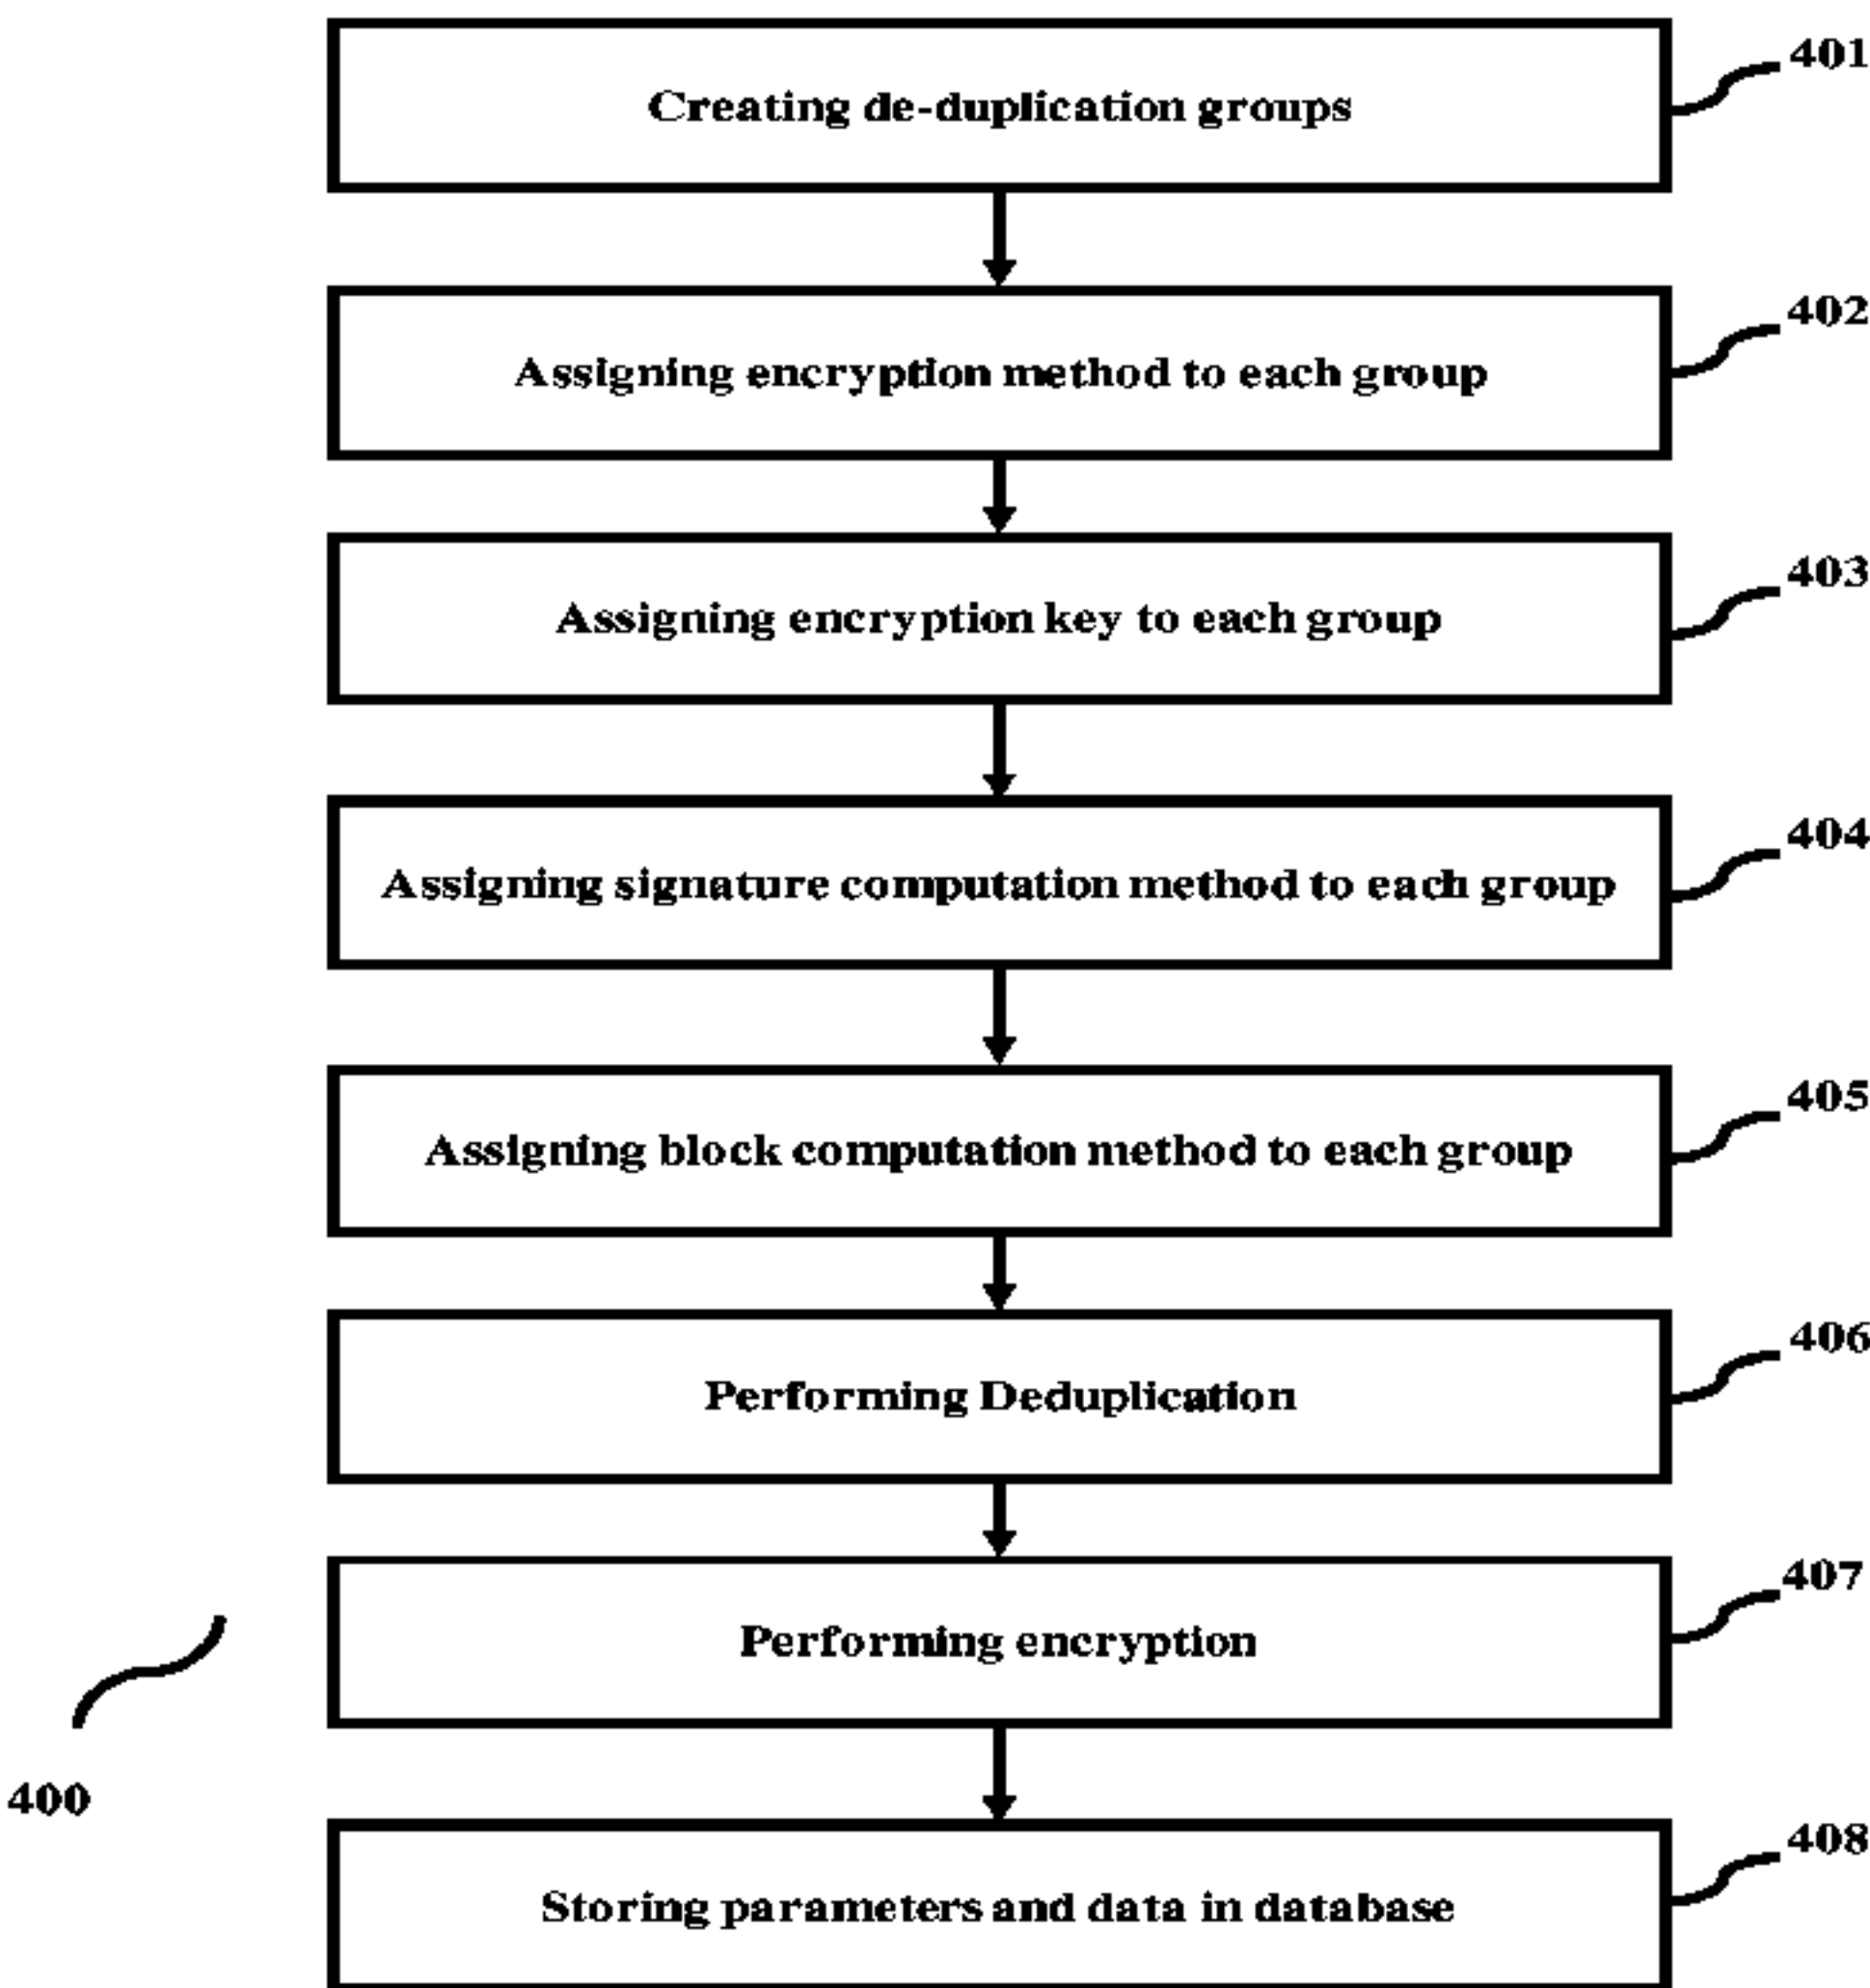 401
Creating de-duplication groups
402
Assigning encryption method to each group
403
Assigning encryption key to each group
404
Assigning signature computation method to each group
405
Assigning block computation method to each group
406
Performing Deduplication
407
Performing encryption
400
408
Storing parameters and data in database